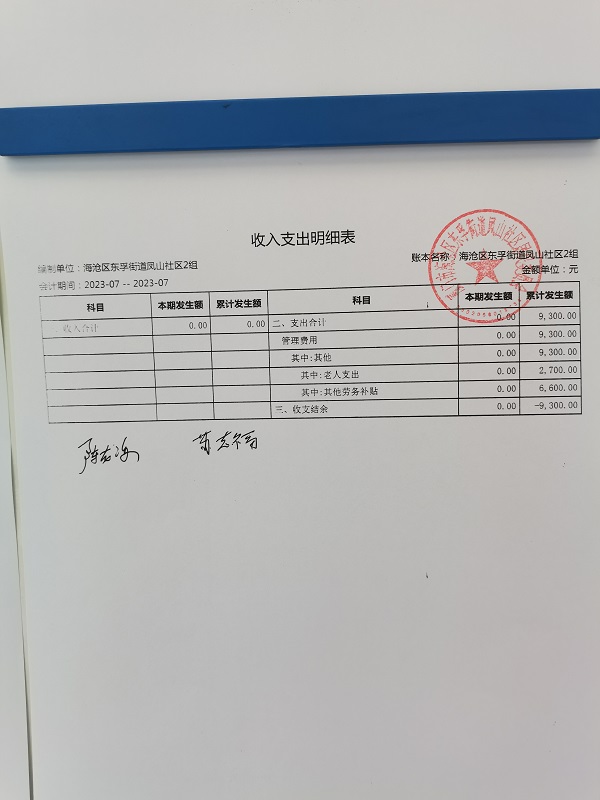 收入支出明细表
编制单位：海沧区东孚街道凤山社区2组 账本名称：海沧区东孚街道凤山社区2组
会计期间：2023-07 -- 2023-07 金额单位：元
科目 本期发生额 累计发生额 科目 本期发生额 累计发生额
一、收入合计 0.00 0.00 二、支出合计 0.00 9,300.00
管理费用 0.00 9,300.00
其中:其他 0.00 9,300.00
其中:老人支出 0.00 2,700.00
其中:其他劳务补贴 0.00 6,600.00
三、收支结余 0.00 -9,300.00